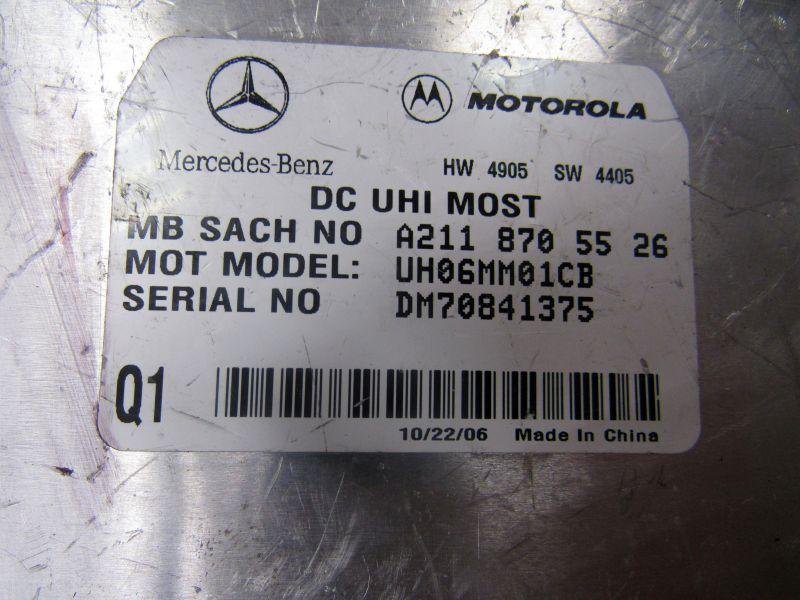 MOTOROLA
Mercedes-Benz
HW 4905 SW 4405
DC UHI MOST
MB SACH NO A211 870 55 26
MOT MODEL: UH06MM01CB
SERIAL NO DM70841375
Q1
10/22/06 Made In China